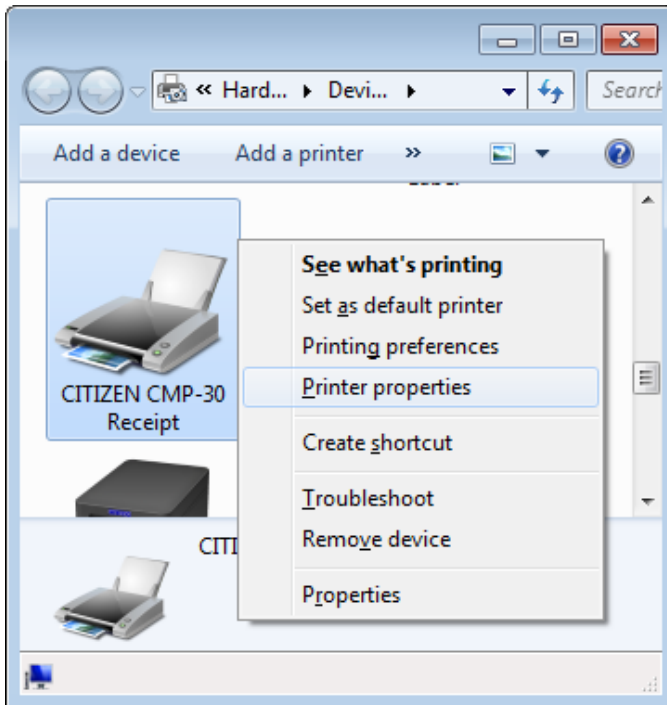 « Hard... ▸ Devi... ▸
Search
Add a device Add a printer »
CITIZEN CMP-30
Receipt
See what's printing
Set as default printer
Printing preferences
Printer properties
Create shortcut
Troubleshoot
Remove device
Properties
CITI